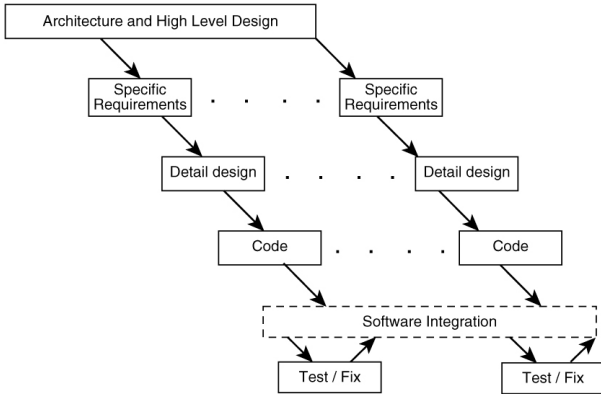 Architecture and High Level Design
Specific
Requirements
Specific
Requirements
Detail design
Detail design
Code
Code
Software Integration
Test / Fix
Test / Fix